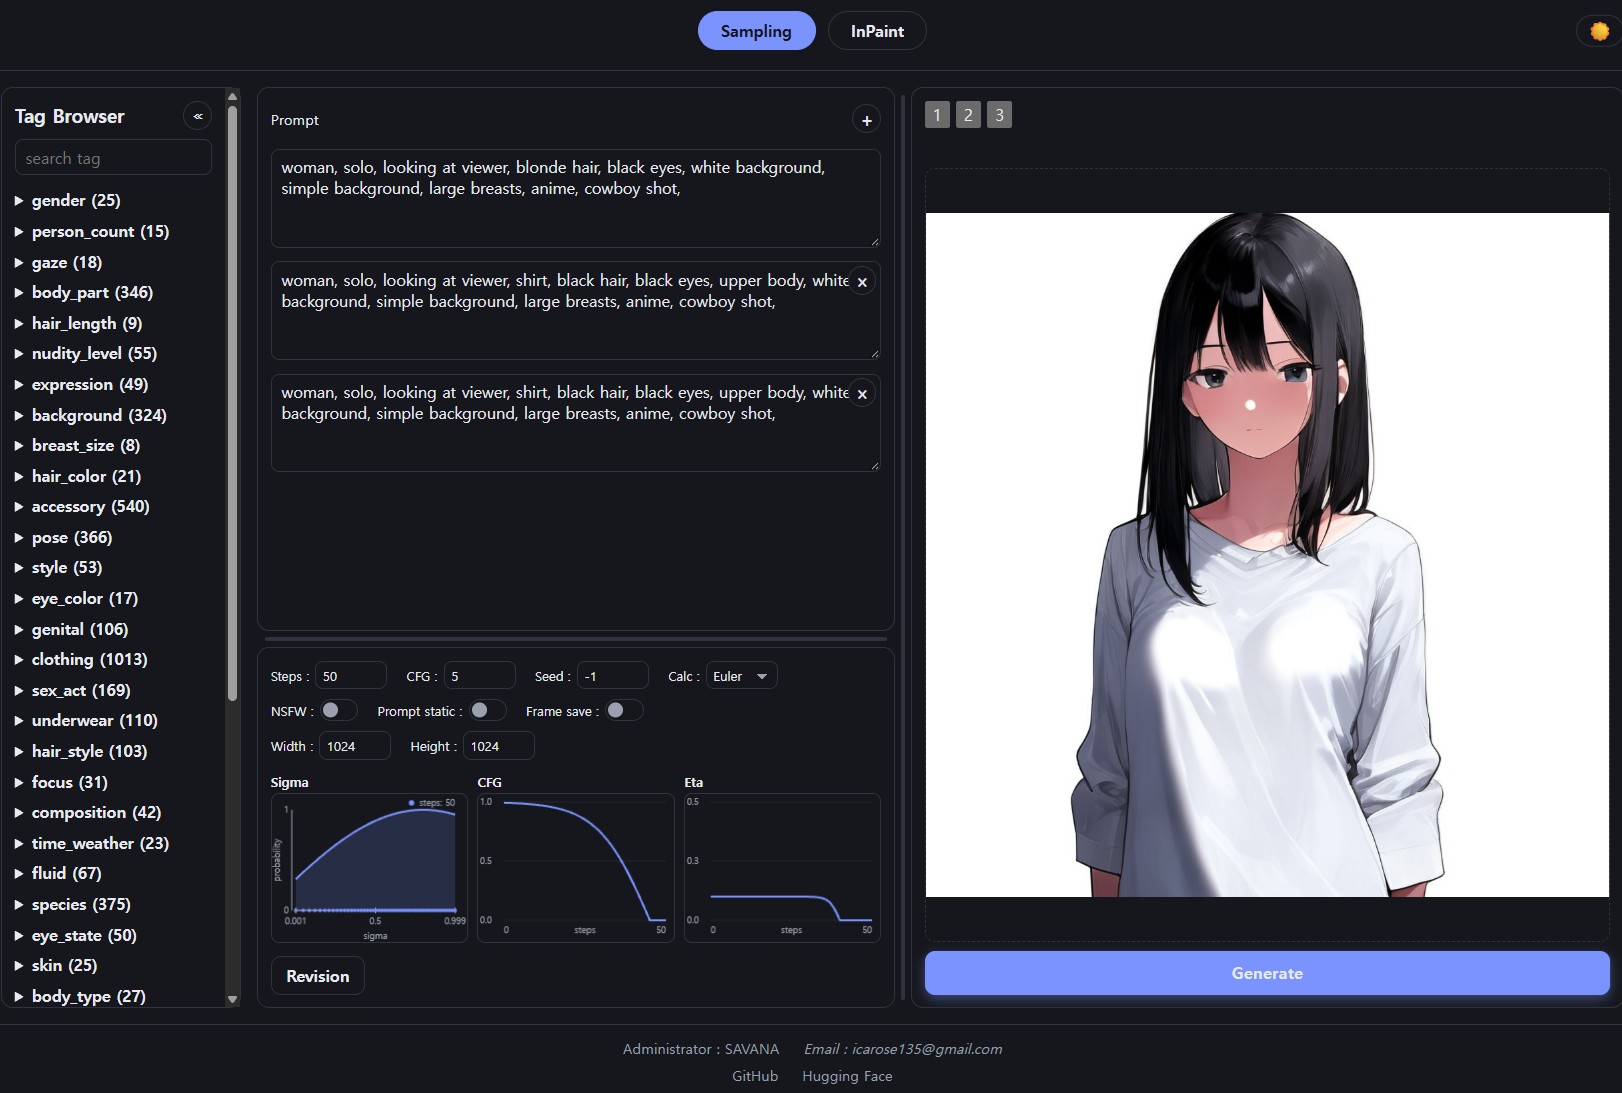 Sampling
InPaint
Tag Browser
«
search tag
gender (25)
person_count (15)
gaze (18)
body_part (346)
hair_length (9)
nudity_level (55)
expression (49)
background (324)
breast_size (8)
hair_color (21)
accessory (540)
pose (366)
style (53)
eye_color (17)
genital (106)
clothing (1013)
sex_act (169)
underwear (110)
hair_style (103)
focus (31)
composition (42)
time_weather (23)
fluid (67)
species (375)
eye_state (50)
skin (25)
body_type (27)
Prompt
+
woman, solo, looking at viewer, blonde hair, black eyes, white background,
simple background, large breasts, anime, cowboy shot,
woman, solo, looking at viewer, shirt, black hair, black eyes, upper body, white
background, simple background, large breasts, anime, cowboy shot,
woman, solo, looking at viewer, shirt, black hair, black eyes, upper body, white
background, simple background, large breasts, anime, cowboy shot,
Steps : 50 CFG : 5 Seed : -1 Calc : Euler
NSFW : Prompt static : Frame save :
Width : 1024 Height : 1024
Sigma
steps: 50
1
probability
0
0.001 0.5 0.999
sigma
CFG
1.0
0.5
0.0
0 steps 50
Eta
0.5
0.3
0.0
0 steps 50
Revision
1 2 3
Generate
Administrator : SAVANA Email : icarose135@gmail.com
GitHub Hugging Face